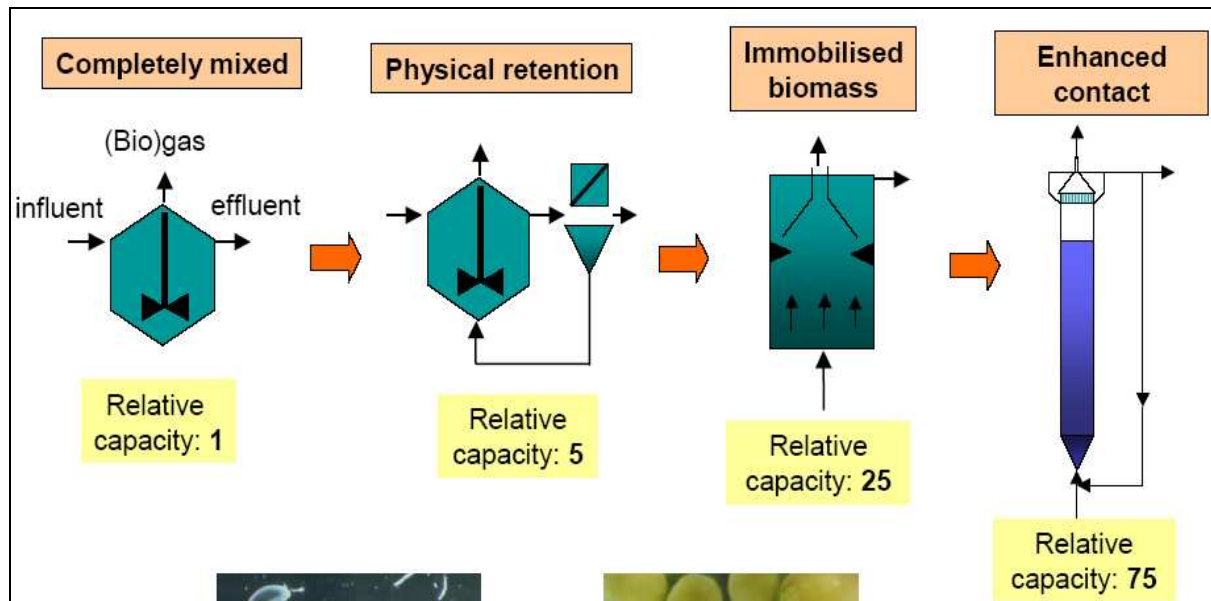 Completely mixed
Physical retention
Immobilised
biomass
Enhanced
contact
(Bio)gas
influent
effluent
Relative
capacity: 1
Relative
capacity: 5
Relative
capacity: 25
Relative
capacity: 75